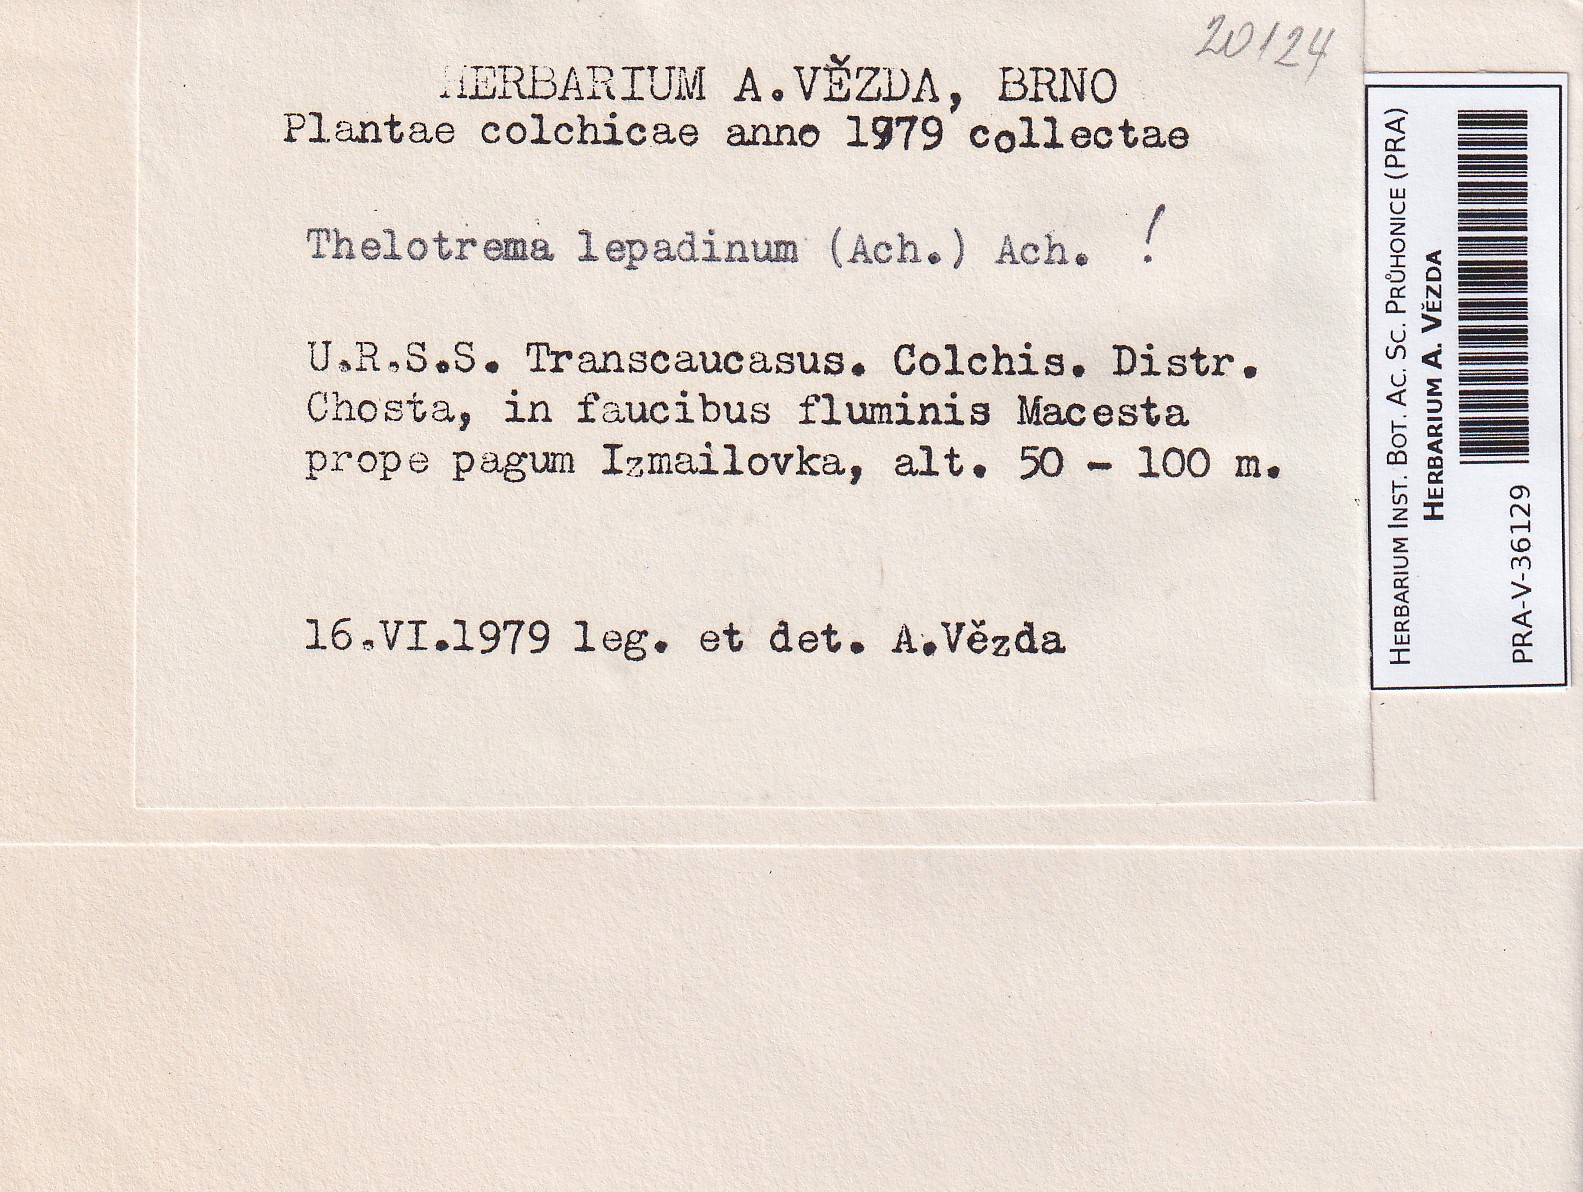 20124
HERBARIUM A.VĚZDA, BRNO
Plantae colchicae anno 1979 collectae
Thelotrema lepadinum (Ach.) Ach. !
U.R.S.S. Transcaucasus. Colchis. Distr.
Chosta, in faucibus fluminis Macesta
prope pagum Izmailovka, alt. 50 - 100 m.
16.VI.1979 leg. et det. A.Vězda
HERBARIUM INST. BOT. AC. SC. PRŮHONICE (PRA)
HERBARIUM A. VĚZDA
PRA-V-36129